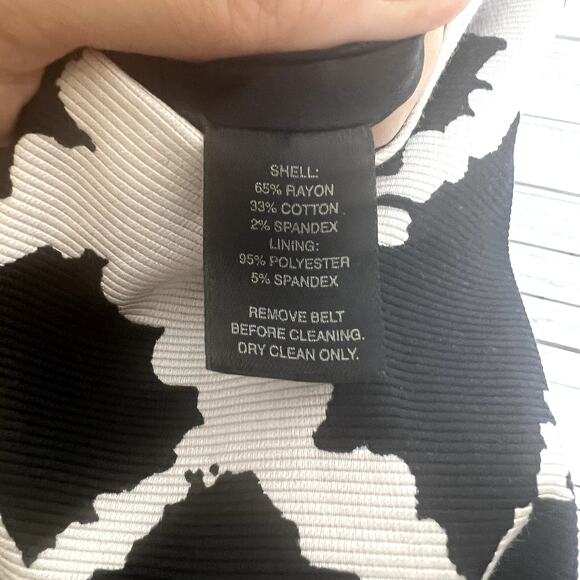 SHELL:
65% RAYON
33% COTTON
2% SPANDEX
LINING:
95% POLYESTER
5% SPANDEX
REMOVE BELT
BEFORE CLEANING.
DRY CLEAN ONLY.